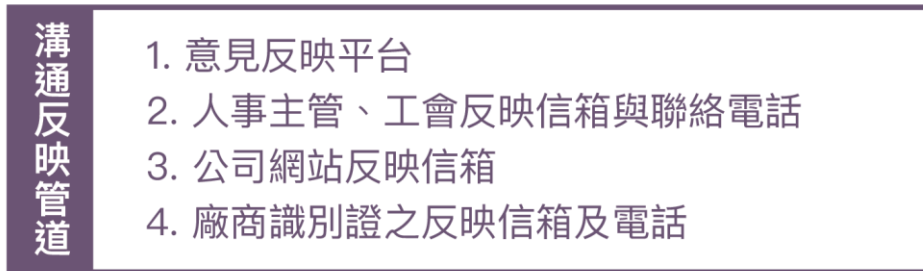 溝通反映管道
1. 意見反映平台
2. 人事主管、工會反映信箱與聯絡電話
3. 公司網站反映信箱
4. 廠商識別證之反映信箱及電話